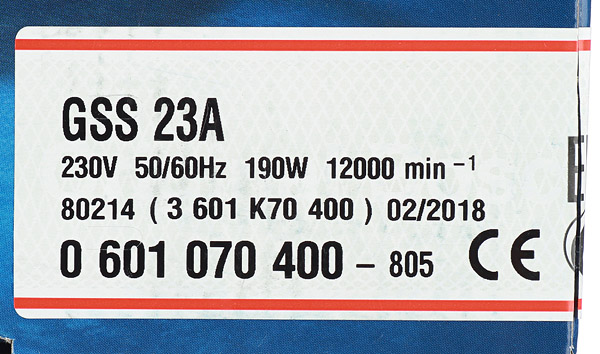 GSS 23A
230V 50/60Hz 190W 12000 min⁻¹
80214 ( 3 601 K70 400 ) 02/2018
0 601 070 400 - 805 CE